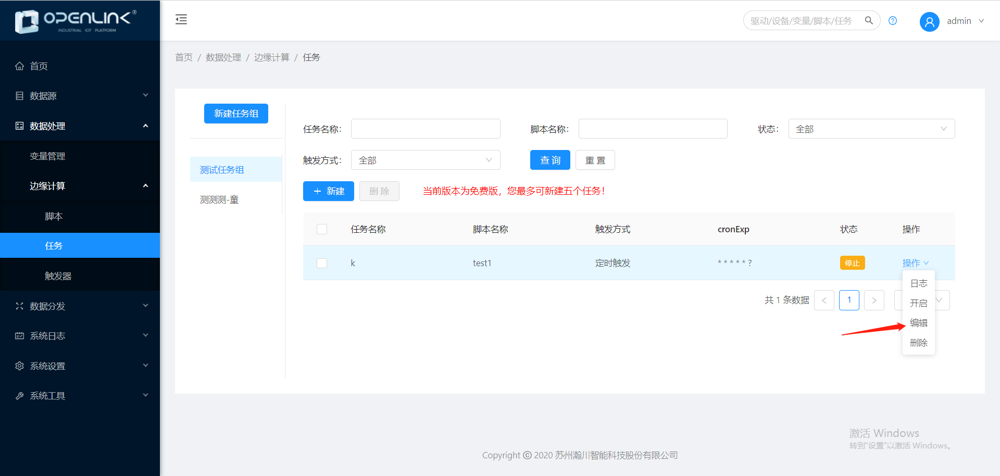 OPENLINK®
INDUSTRIAL IOT PLATFORM
驱动/设备/变量/脚本/任务
admin
首页
数据源
数据处理
变量管理
边缘计算
脚本
任务
触发器
数据分发
系统日志
系统设置
系统工具
首页 / 数据处理 / 边缘计算 / 任务
新建任务组
测试任务组
测测测-童
任务名称：
脚本名称：
状态： 全部
触发方式： 全部
查 询 重 置
+ 新建 删 除 当前版本为免费版，您最多可新建五个任务！
任务名称 脚本名称 触发方式 cronExp 状态 操作
k test1 定时触发 * * * * * ? 停止 操作
日志
开启
编辑
删除
共 1 条数据 < 1 >
激活 Windows
转到"设置"以激活 Windows。
Copyright © 2020 苏州瀚川智能科技股份有限公司